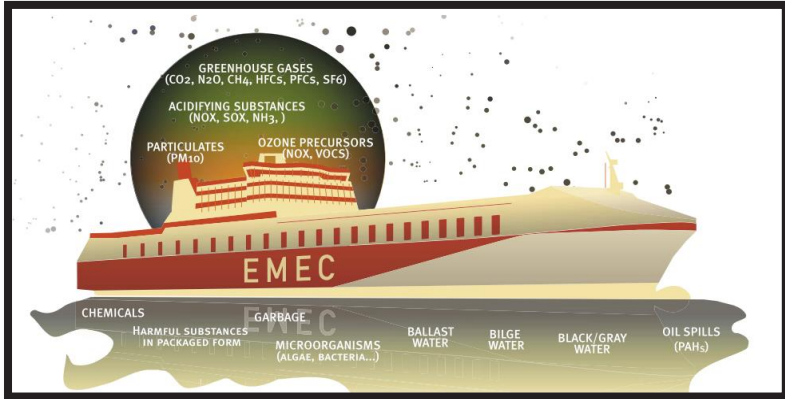 GREENHOUSE GASES
(CO2, N2O, CH4, HFCs, PFCs, SF6)
ACIDIFYING SUBSTANCES
(NOX, SOX, NH3, )
PARTICULATES
(PM10)
OZONE PRECURSORS
(NOX, VOCS)
EMEC
CHEMICALS
HARMFUL SUBSTANCES
IN PACKAGED FORM
GARBAGE
EMEC
MICROORGANISMS
(ALGAE, BACTERIA...)
BALLAST
WATER
BILGE
WATER
BLACK/GRAY
WATER
OIL SPILLS
(PAH5)